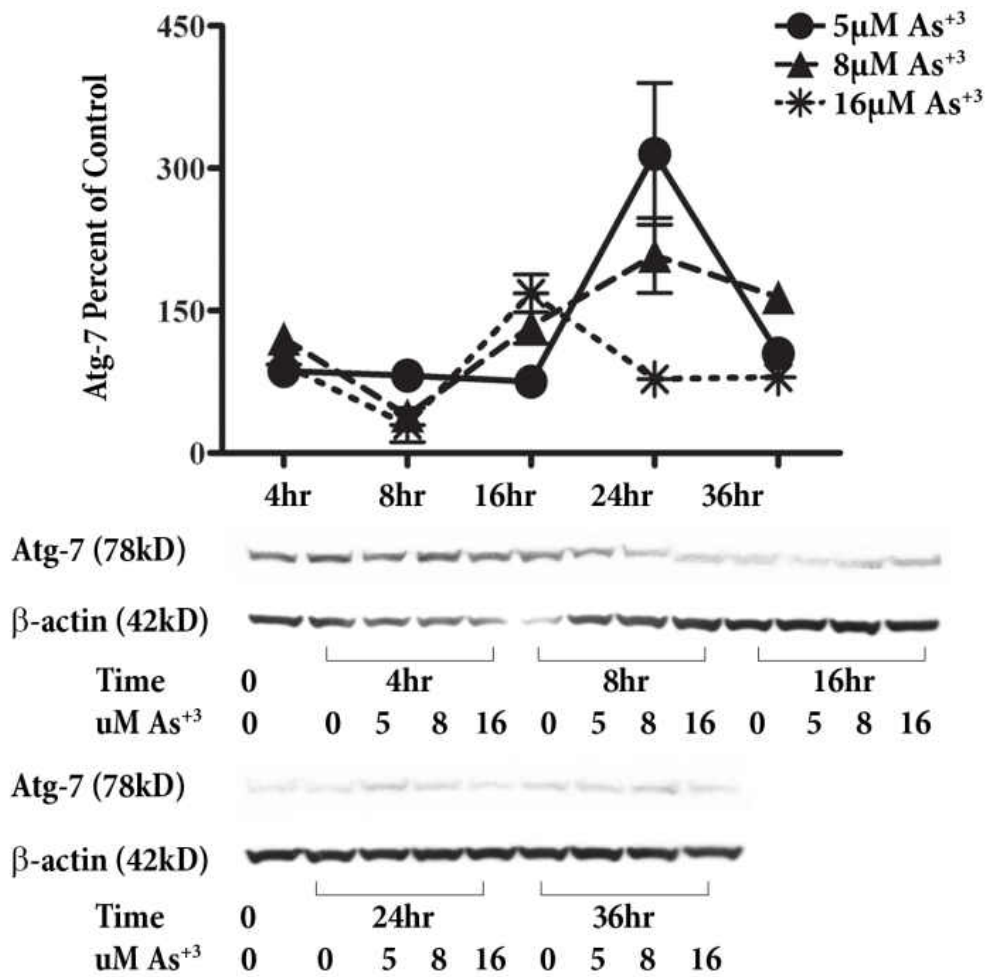 450
300
150
0
Atg-7 Percent of Control
5μM As+3
8μM As+3
16μM As+3
4hr 8hr 16hr 24hr 36hr
Atg-7 (78kD)
β-actin (42kD)
Time 0 4hr 8hr 16hr
uM As+3 0 0 5 8 16 0 5 8 16 0 5 8 16
Atg-7 (78kD)
β-actin (42kD)
Time 0 24hr 36hr
uM As+3 0 0 5 8 16 0 5 8 16